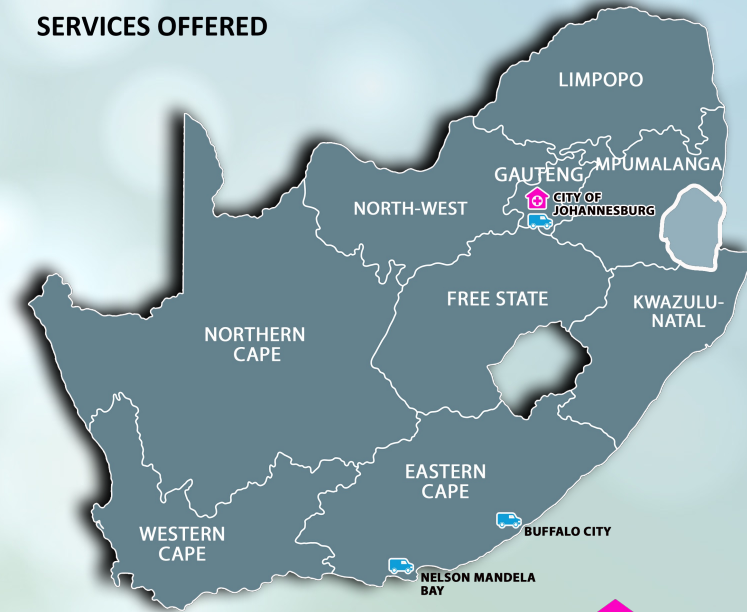 SERVICES OFFERED
LIMPOPO
GAUTENG
MPUMALANGA
CITY OF
JOHANNESBURG
NORTH-WEST
FREE STATE
KWAZULU-
NATAL
NORTHERN
CAPE
EASTERN
CAPE
BUFFALO CITY
WESTERN
CAPE
NELSON MANDELA
BAY